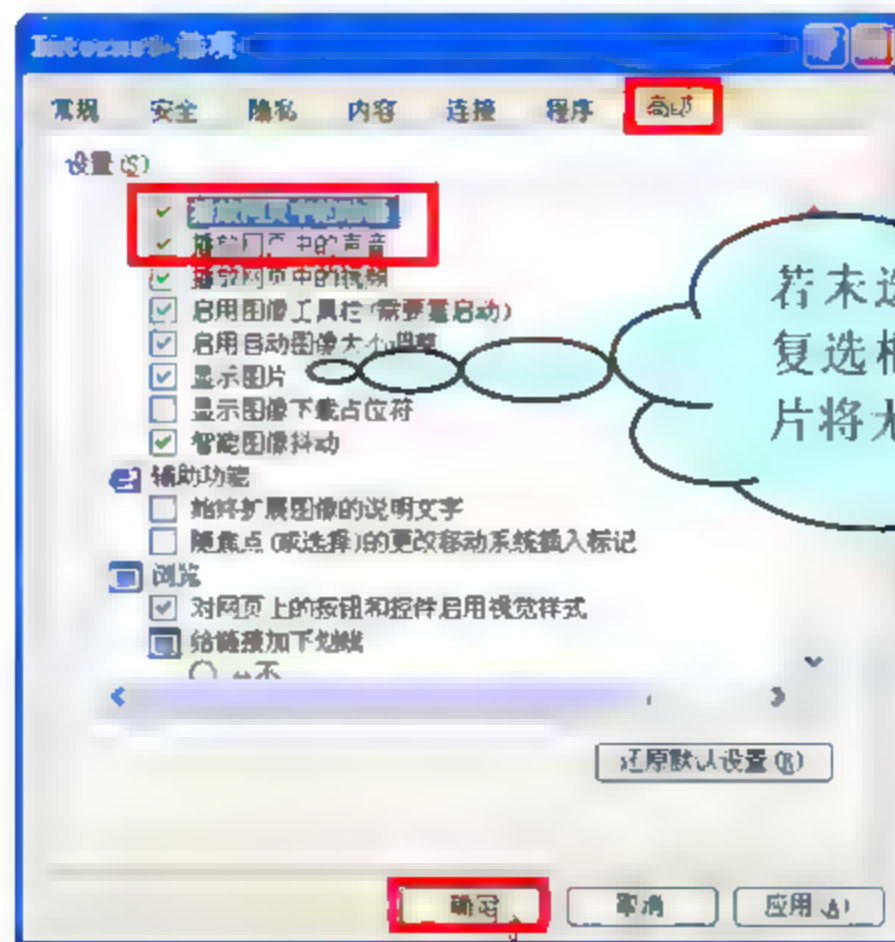 Internet 选项
常规 安全 隐私 内容 连接 程序 高级
设置(S)
播放网页中的动画
播放网页中的声音
播放网页中的视频
启用图像工具栏(需要重启动)
启用自动图像大小调整
显示图片
显示图像下载占位符
智能图像抖动
辅助功能
始终扩展图像的说明文字
随焦点(或选择)的更改移动系统插入标记
浏览
对网页上的按钮和控件启用视觉样式
给链接加下划线
若未选
复选框
片将无
还原默认设置(R)
确定 取消 应用(A)